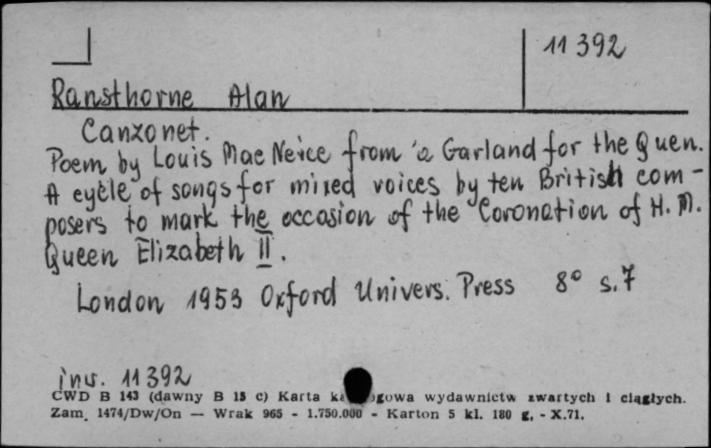 11 392
Ransthorne Alan
Canzonet.
Poem by Louis Mac Neice from 'a Garland for the Quen.
A cycle of songs for mixed voices by ten British com-
posers to mark the occasion of the Coronation of H. M.
Queen Elizabeth II.
London 1953 Oxford Univers. Press 8° s. 7
inw. 11 392
CWD B 143 (dawny B 15 c) Karta wydawnictw zwartych i ciągłych.
Zam. 1474/Dw/On — Wrak 965 - 1.750.000 - Karton 5 kl. 180 g. - X.71.